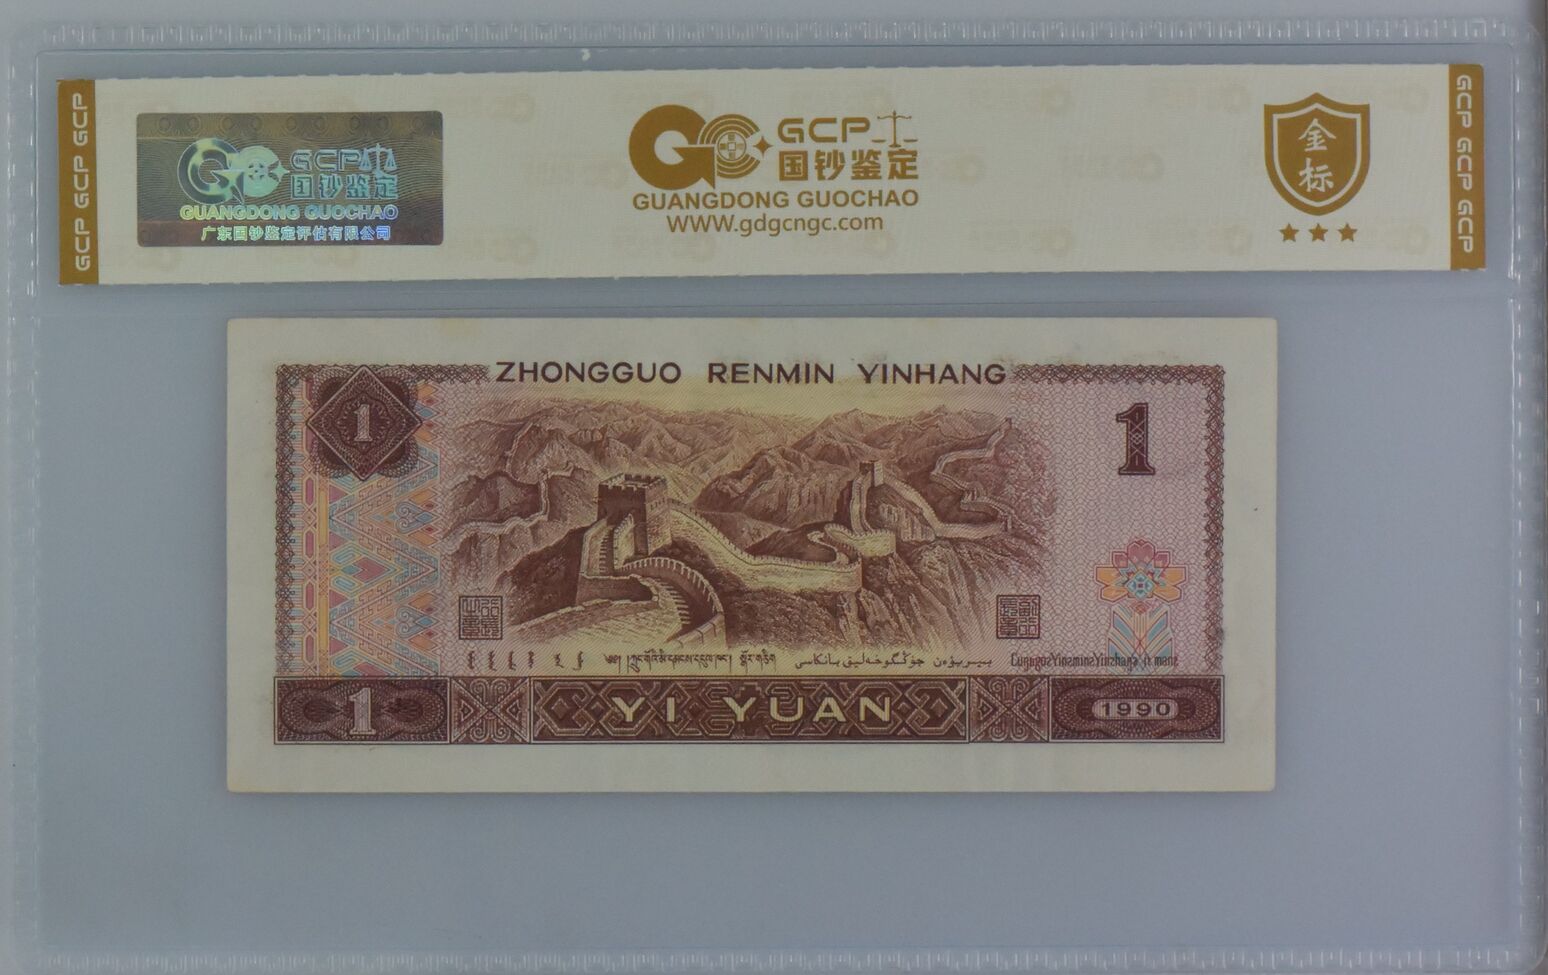 GCP GCP GCP
GCP
国钞鉴定
GUANGDONG GUOCHAO
广东国钞鉴定评估有限公司
GCP
国钞鉴定
GUANGDONG GUOCHAO
WWW.gdgcngc.com
金
标
GCP GCP GCP
ZHONGGUO RENMIN YINHANG
1
1
1
YI YUAN
1990